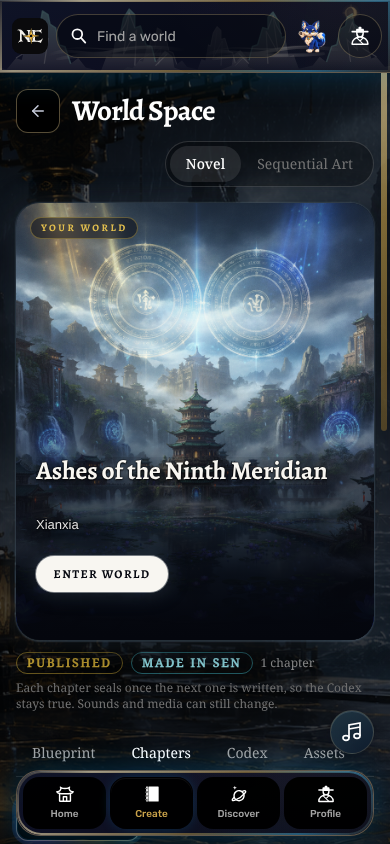 NE
Find a world
World Space
Novel
Sequential Art
YOUR WORLD
Ashes of the Ninth Meridian
Xianxia
ENTER WORLD
PUBLISHED
MADE IN SEN
1 chapter
Each chapter seals once the next one is written, so the Codex
stays true. Sounds and media can still change.
Blueprint
Chapters
Codex
Assets
Home
Create
Discover
Profile